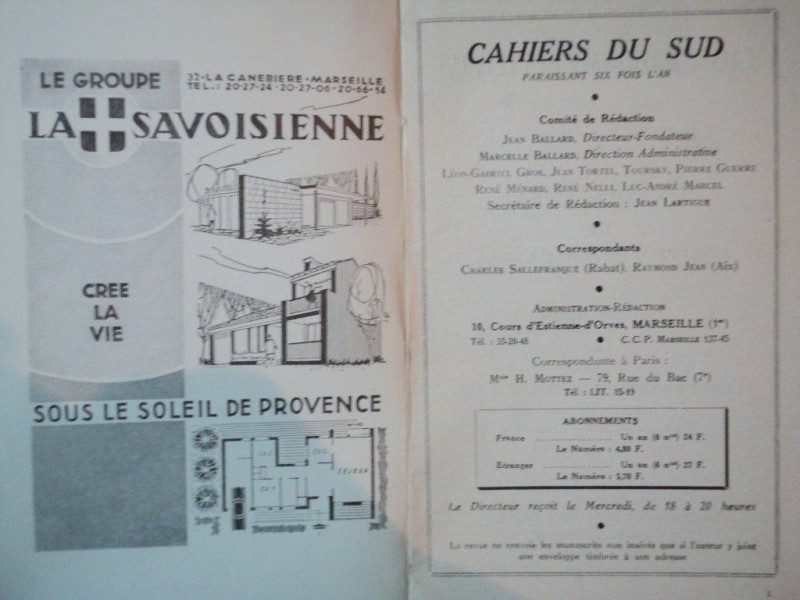 LE GROUPE
32·LA CANEBIERE·MARSEILLE
TEL.: 20-27-24 · 20-27-06 · 20-66-14
LA SAVOISIENNE
CREE
LA
VIE
SOUS LE SOLEIL DE PROVENCE
CH.2
CH.1
SEJOUR
CAHIERS DU SUD
PARAISSANT SIX FOIS L'AN
Comité de Rédaction
JEAN BALLARD, Directeur-Fondateur
MARCELLE BALLARD, Direction Administrative
LÉON-GABRIEL GROS, JEAN TORTEL, TOURSKY, PIERRE GUERRE
RENÉ MÉNARD, RENÉ NELLI, LUC-ANDRÉ MARCEL
Secrétaire de Rédaction : JEAN LARTIGUE
Correspondants
CHARLES SALLEFRANQUE (Rabat), RAYMOND JEAN (Aix)
ADMINISTRATION-RÉDACTION
10, Cours d'Estienne-d'Orves, MARSEILLE (1er)
Tél. : 33-20-48 • C.C.P. MARSEILLE 137-45
Correspondante à Paris :
Mme H. MOTTEZ — 79, Rue du Bac (7e)
Tél. : LIT. 15-19
ABONNEMENTS
France .......... Un an (6 nos) 24 F.
Le Numéro : 4,80 F.
Etranger .......... Un an (6 nos) 27 F.
Le Numéro : 5,70 F.
Le Directeur reçoit le Mercredi, de 18 à 20 heures
La revue ne renvoie les manuscrits non insérés que si l'auteur y joint
une enveloppe timbrée à son adresse
1